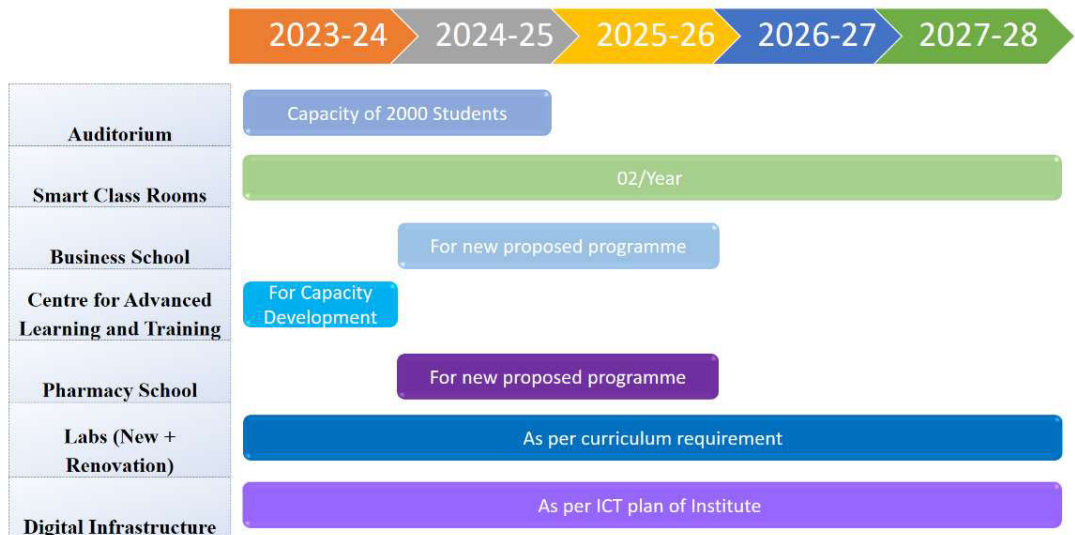 2023-24 2024-25 2025-26 2026-27 2027-28
Auditorium
Capacity of 2000 Students
Smart Class Rooms
02/Year
Business School
For new proposed programme
Centre for Advanced
Learning and Training
For Capacity
Development
Pharmacy School
For new proposed programme
Labs (New +
Renovation)
As per curriculum requirement
Digital Infrastructure
As per ICT plan of Institute